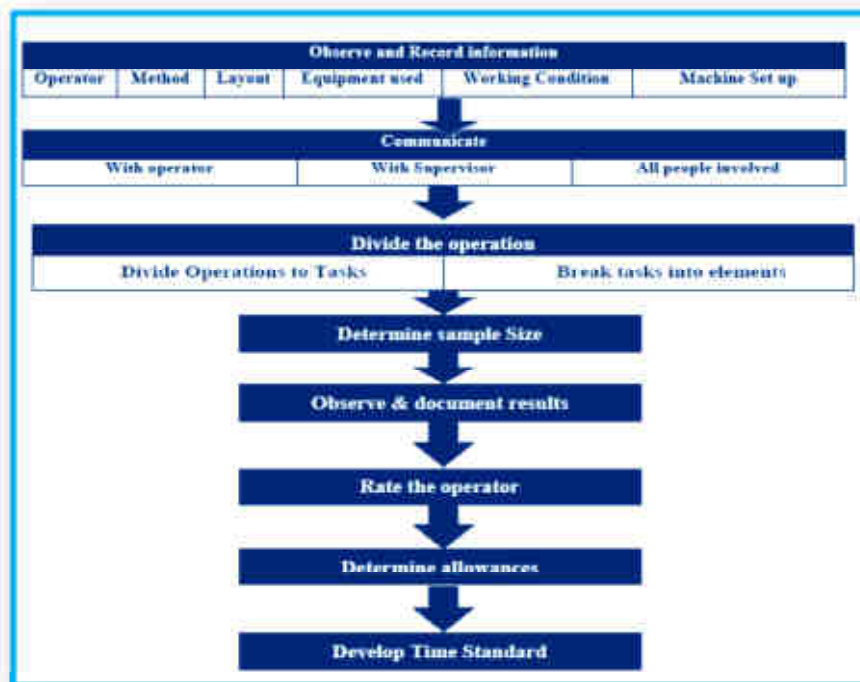 Observe and Record information
Operator Method Layout Equipment used Working Condition Machine Set up
Communicate
With operator With Supervisor All people involved
Divide the operation
Divide Operations to Tasks Break tasks into elements
Determine sample Size
Observe & document results
Rate the operator
Determine allowances
Develop Time Standard